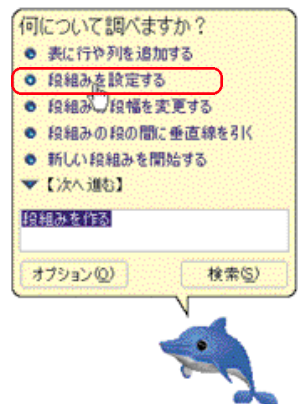 何について調べますか？
表に行や列を追加する
段組みを設定する
段組みの段幅を変更する
段組みの段の間に垂直線を引く
新しい段組みを開始する
【次へ進む】
段組みを作る
オプション(O) 検索(S)